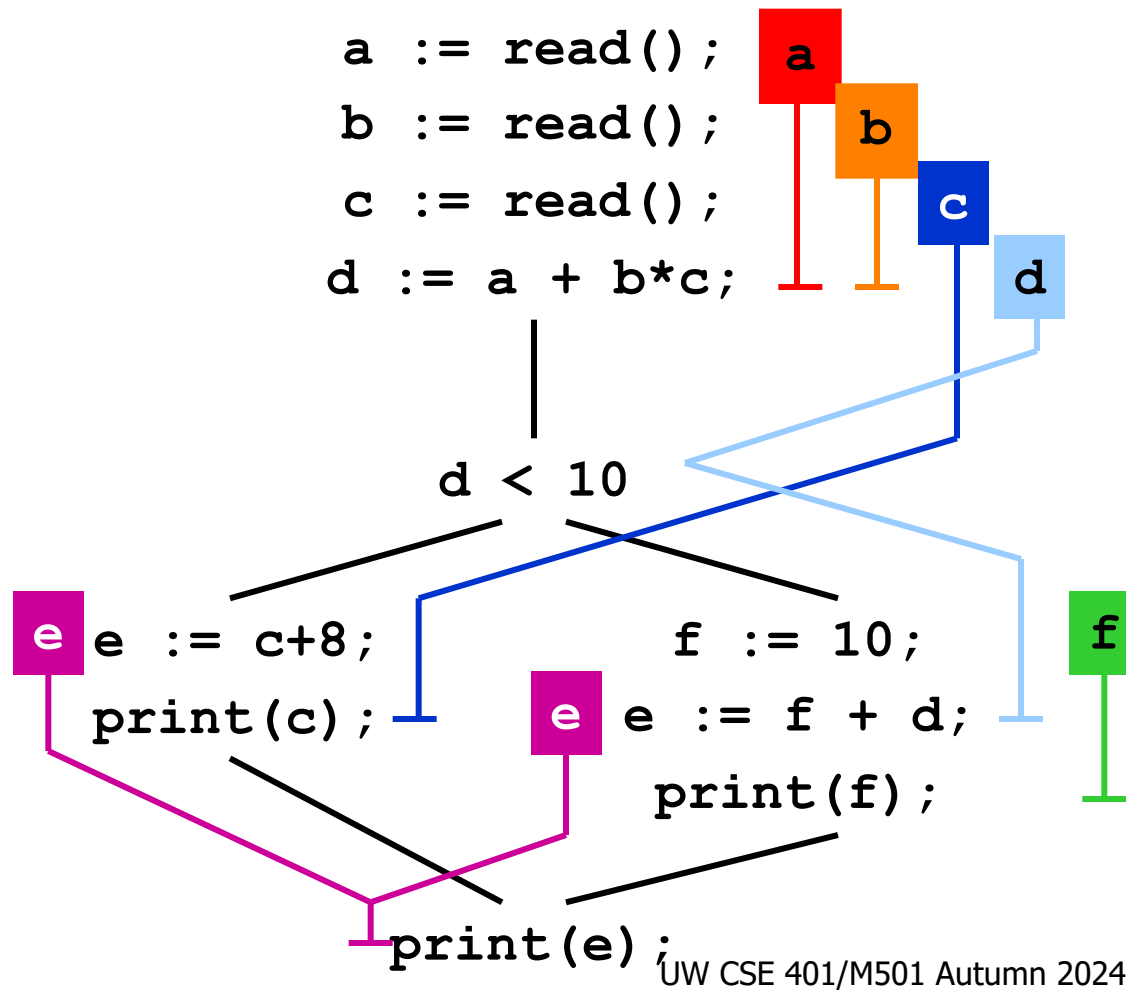 a := read(); a
b := read(); b
c := read(); c
d := a + b*c; d
d < 10
e e := c+8; f := 10; f
print(c); e e := f + d;
print(f);
print(e);
UW CSE 401/M501 Autumn 2024